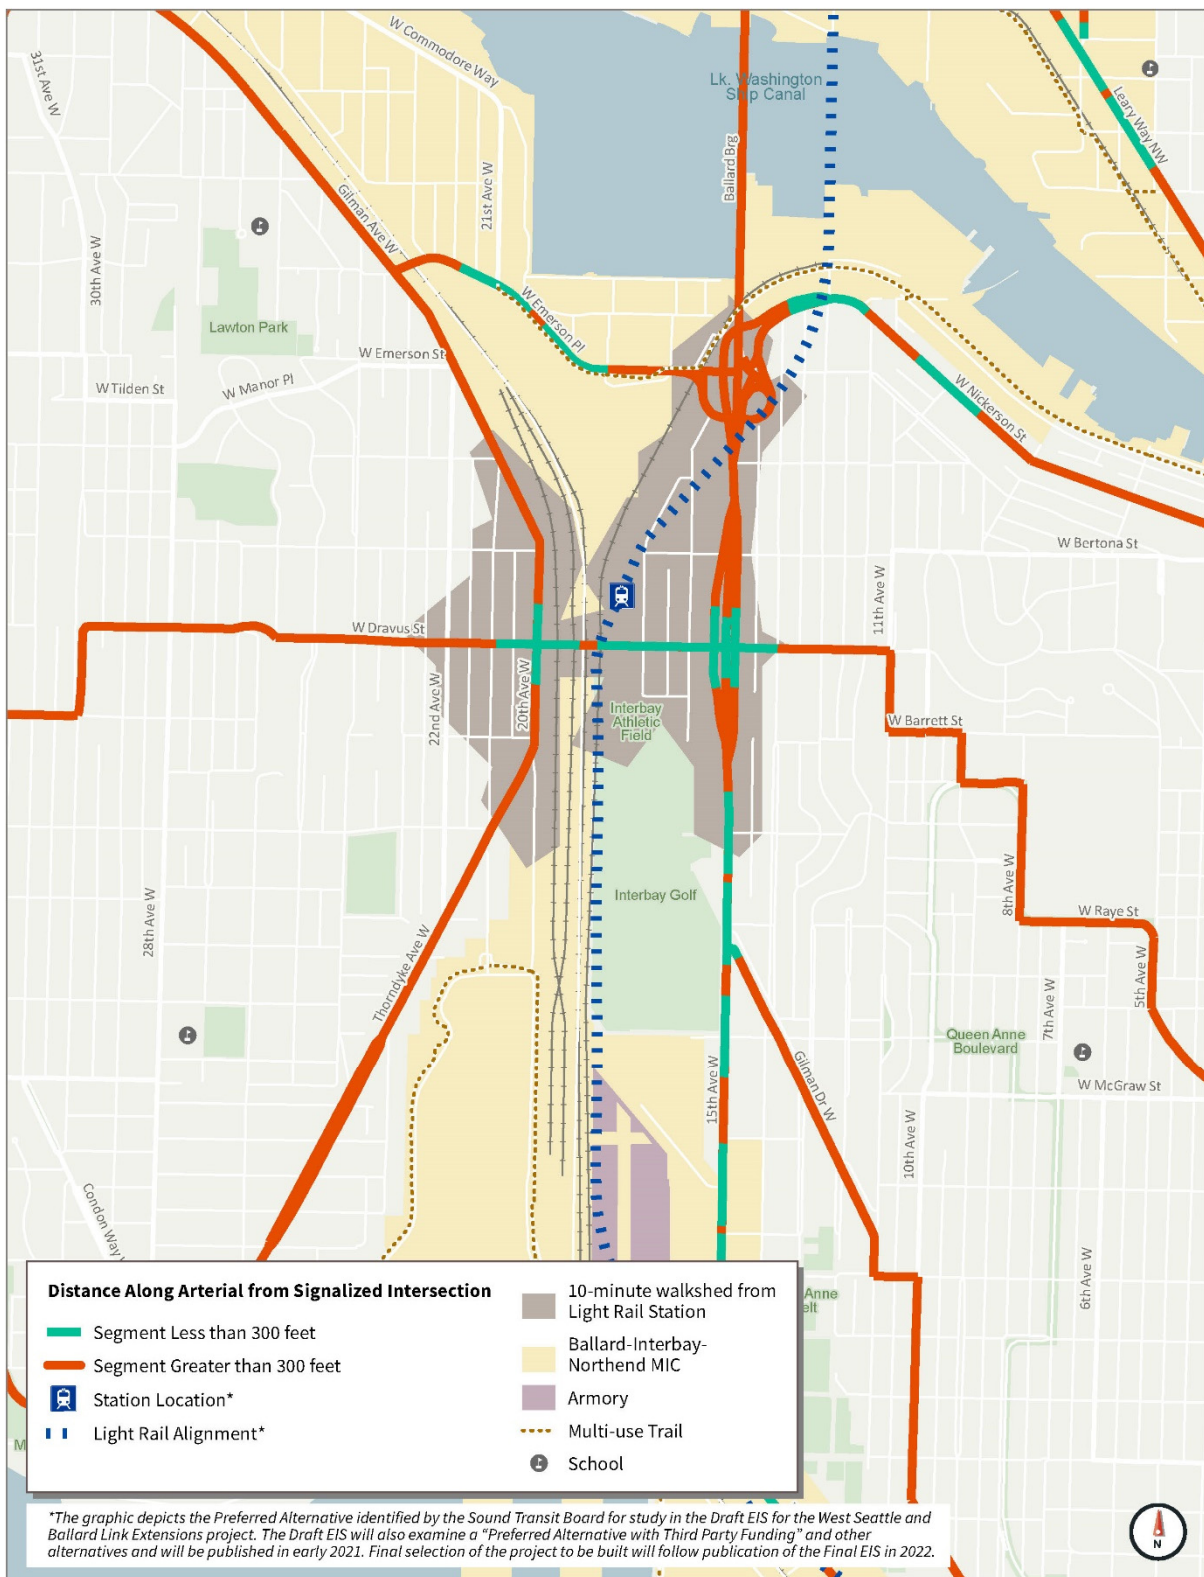 W Commodore Way
31st Ave W
Lk. Washington
Ship Canal
Leary Way NW
Ballard Brg
21st Ave W
Gilman Ave W
30th Ave W
Lawton Park
W Emerson Pl
W Emerson St
W Tilden St
W Manor Pl
W Nickerson St
W Bertona St
11th Ave W
W Dravus St
22nd Ave W
20th Ave W
Interbay
Athletic
Field
W Barrett St
8th Ave W
Interbay Golf
W Raye St
28th Ave W
Thorndyke Ave W
5th Ave W
7th Ave W
Queen Anne
Boulevard
15th Ave W
Gilman Dr W
W McGraw St
10th Ave W
Condon Way
6th Ave W
Anne
elt
M
Distance Along Arterial from Signalized Intersection
Segment Less than 300 feet
Segment Greater than 300 feet
Station Location*
Light Rail Alignment*
10-minute walkshed from
Light Rail Station
Ballard-Interbay-
Northend MIC
Armory
Multi-use Trail
School
*The graphic depicts the Preferred Alternative identified by the Sound Transit Board for study in the Draft EIS for the West Seattle and
Ballard Link Extensions project. The Draft EIS will also examine a “Preferred Alternative with Third Party Funding” and other
alternatives and will be published in early 2021. Final selection of the project to be built will follow publication of the Final EIS in 2022.
N